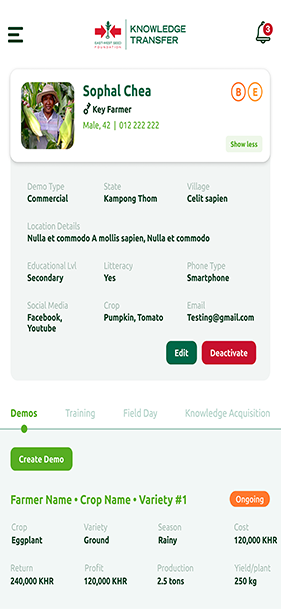 KNOWLEDGE
TRANSFER
EAST-WEST SEED
FOUNDATION
3
Sophal Chea
B E
Key Farmer
Male, 42 | 012 222 222
Show less
Demo Type State Village
Commercial Kampong Thom Celit sapien
Location Details
Nulla et commodo A mollis sapien, Nulla et commodo
Educational Lvl Litteracy Phone Type
Secondary Yes Smartphone
Social Media Crop Email
Facebook, Pumpkin, Tomato Testing@gmail.com
Youtube
Edit Deactivate
Demos Training Field Day Knowledge Acquisition
Create Demo
Farmer Name • Crop Name • Variety #1 Ongoing
Crop Variety Season Cost
Eggplant Ground Rainy 120,000 KHR
Return Profit Production Yield/plant
240,000 KHR 120,000 KHR 2.5 tons 250 kg